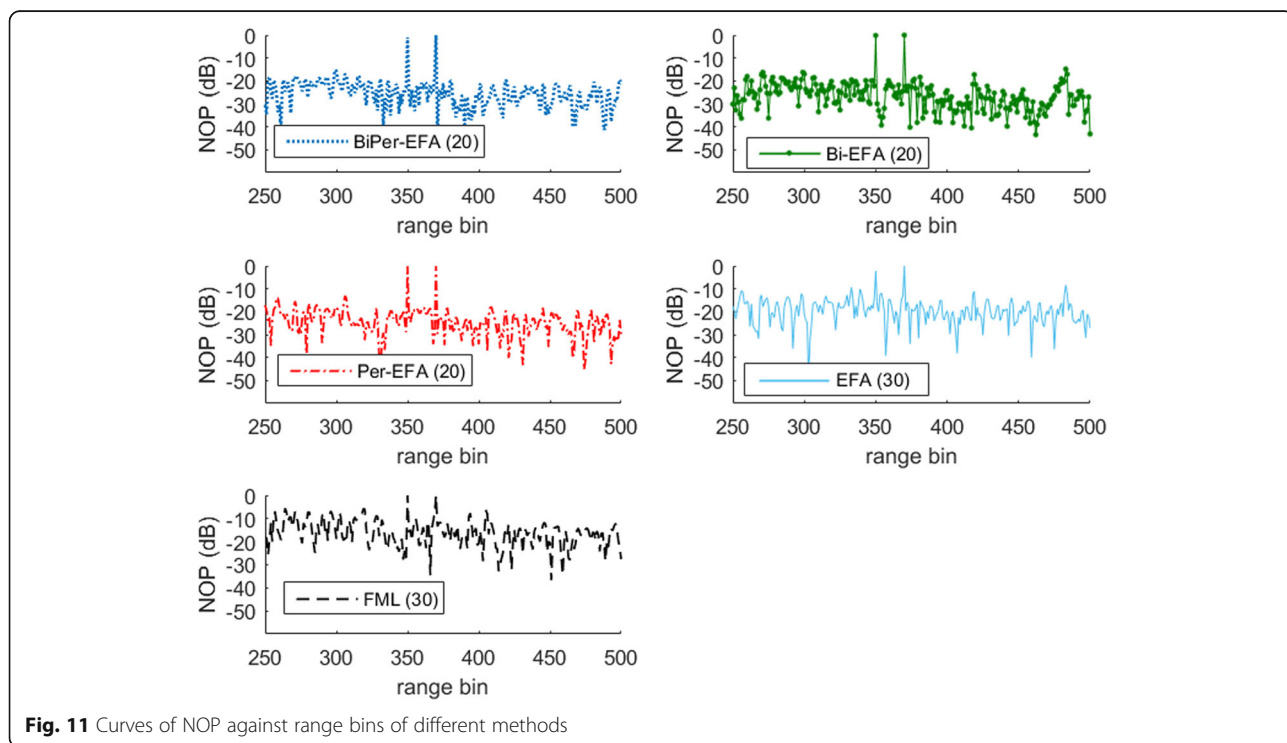 0
-10
-20
-30
-40
-50
NOP (dB)
BiPer-EFA (20)
250 300 350 400 450 500
range bin
0
-10
-20
-30
-40
-50
NOP (dB)
Bi-EFA (20)
250 300 350 400 450 500
range bin
0
-10
-20
-30
-40
-50
NOP (dB)
Per-EFA (20)
250 300 350 400 450 500
range bin
0
-10
-20
-30
-40
-50
NOP (dB)
EFA (30)
250 300 350 400 450 500
range bin
0
-10
-20
-30
-40
-50
NOP (dB)
FML (30)
250 300 350 400 450 500
range bin
Fig. 11 Curves of NOP against range bins of different methods